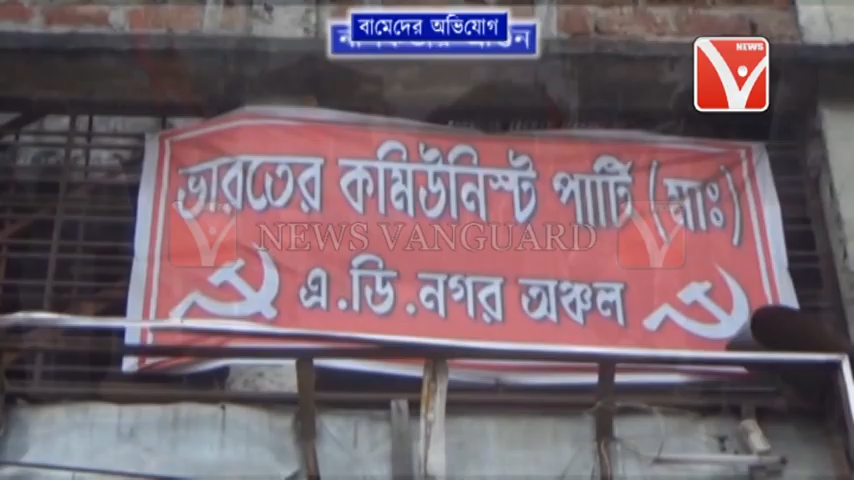 বামেদের অভিযোগ
NEWS
V
ভারতের কমিউনিস্ট পার্টি (মাঃ)
NEWS VANGUARD
এ.ডি.নগর অঞ্চল